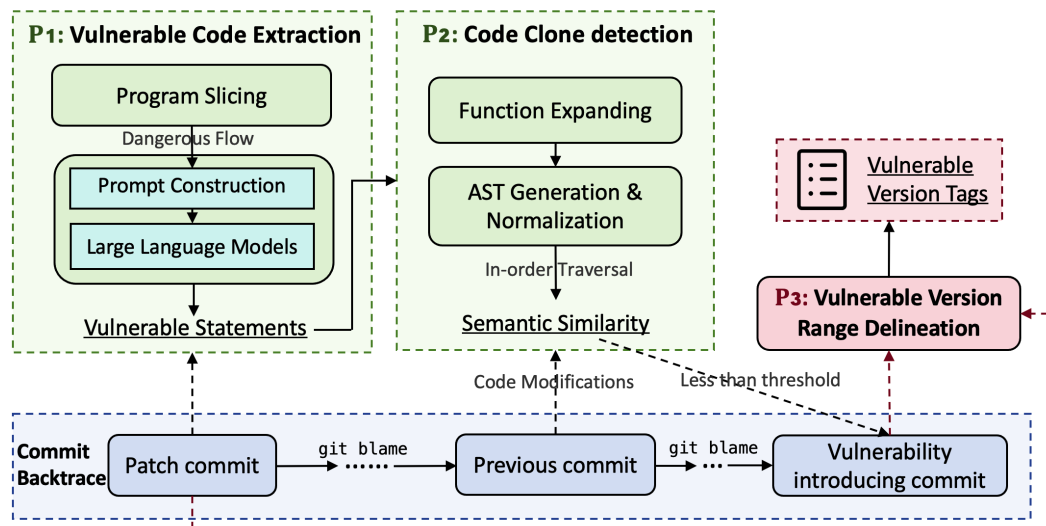 P1: Vulnerable Code Extraction
Program Slicing
Dangerous Flow
Prompt Construction
Large Language Models
Vulnerable Statements
P2: Code Clone detection
Function Expanding
AST Generation &
Normalization
In-order Traversal
Semantic Similarity
Code Modifications
Less than threshold
Vulnerable
Version Tags
P3: Vulnerable Version
Range Delineation
Commit
Backtrace
Patch commit
git blame
......
Previous commit
git blame
...
Vulnerability
introducing commit